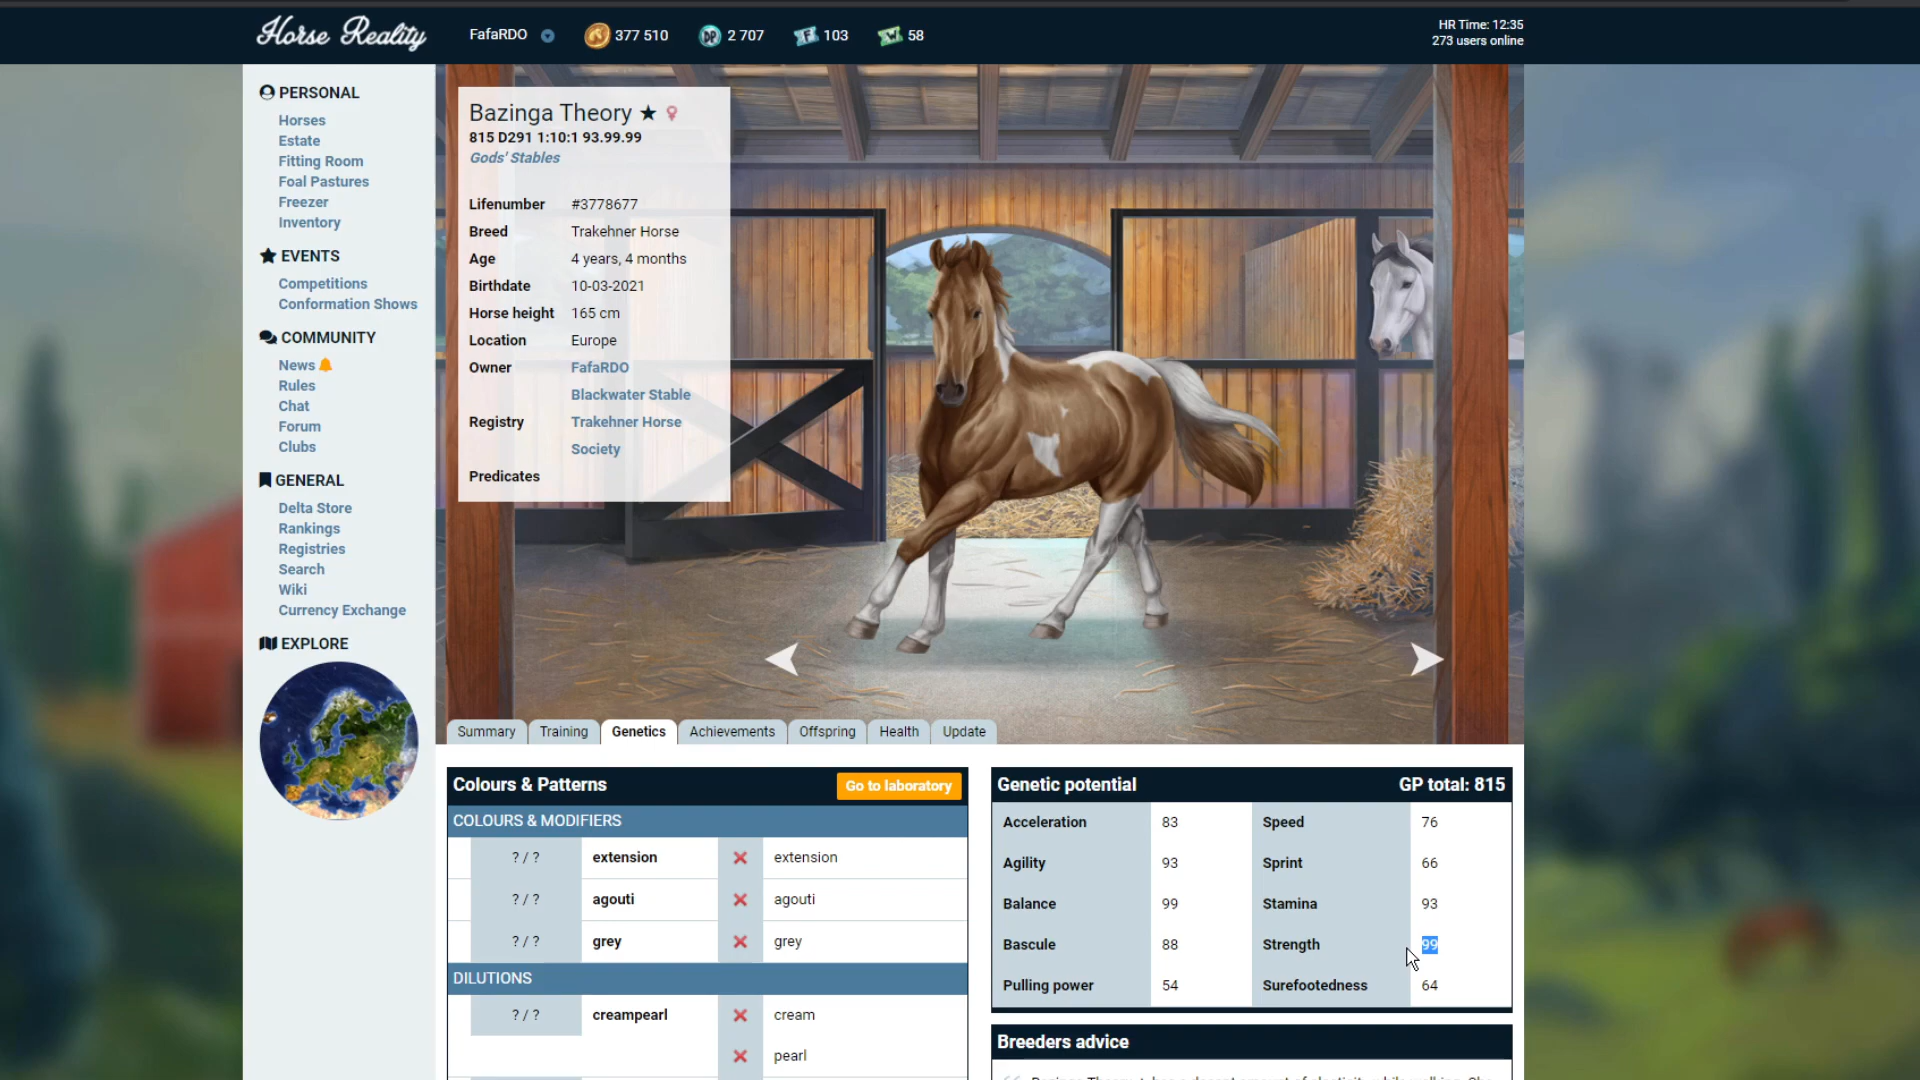 Horse Reality
FafaRDO
377 510
DP
2 707
F
103
W
58
HR Time: 12:35
273 users online
PERSONAL
Horses
Estate
Fitting Room
Foal Pastures
Freezer
Inventory
EVENTS
Competitions
Conformation Shows
COMMUNITY
News
Rules
Chat
Forum
Clubs
GENERAL
Delta Store
Rankings
Registries
Search
Wiki
Currency Exchange
EXPLORE
Bazinga Theory ★
815 D291 1:10:1 93.99.99
Gods' Stables
Lifenumber #3778677
Breed Trakehner Horse
Age 4 years, 4 months
Birthdate 10-03-2021
Horse height 165 cm
Location Europe
Owner FafaRDO
Blackwater Stable
Registry Trakehner Horse
Society
Predicates
Summary Training Genetics Achievements Offspring Health Update
Colours & Patterns Go to laboratory
COLOURS & MODIFIERS
? / ? extension extension
? / ? agouti agouti
? / ? grey grey
DILUTIONS
? / ? creampearl cream
pearl
Genetic potential GP total: 815
Acceleration 83 Speed 76
Agility 93 Sprint 66
Balance 99 Stamina 93
Bascule 88 Strength 99
Pulling power 54 Surefootedness 64
Breeders advice